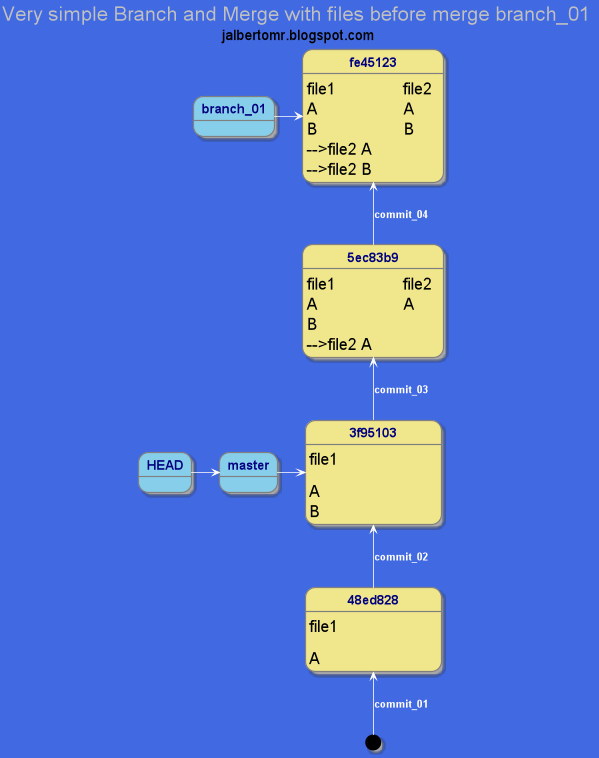 Very simple Branch and Merge with files before merge branch_01
jalbertomr.blogspot.com
fe45123
file1 file2
A A
B B
-->file2 A
-->file2 B
branch_01
commit_04
5ec83b9
file1 file2
A A
B
-->file2 A
commit_03
3f95103
file1
A
B
HEAD
master
commit_02
48ed828
file1
A
commit_01